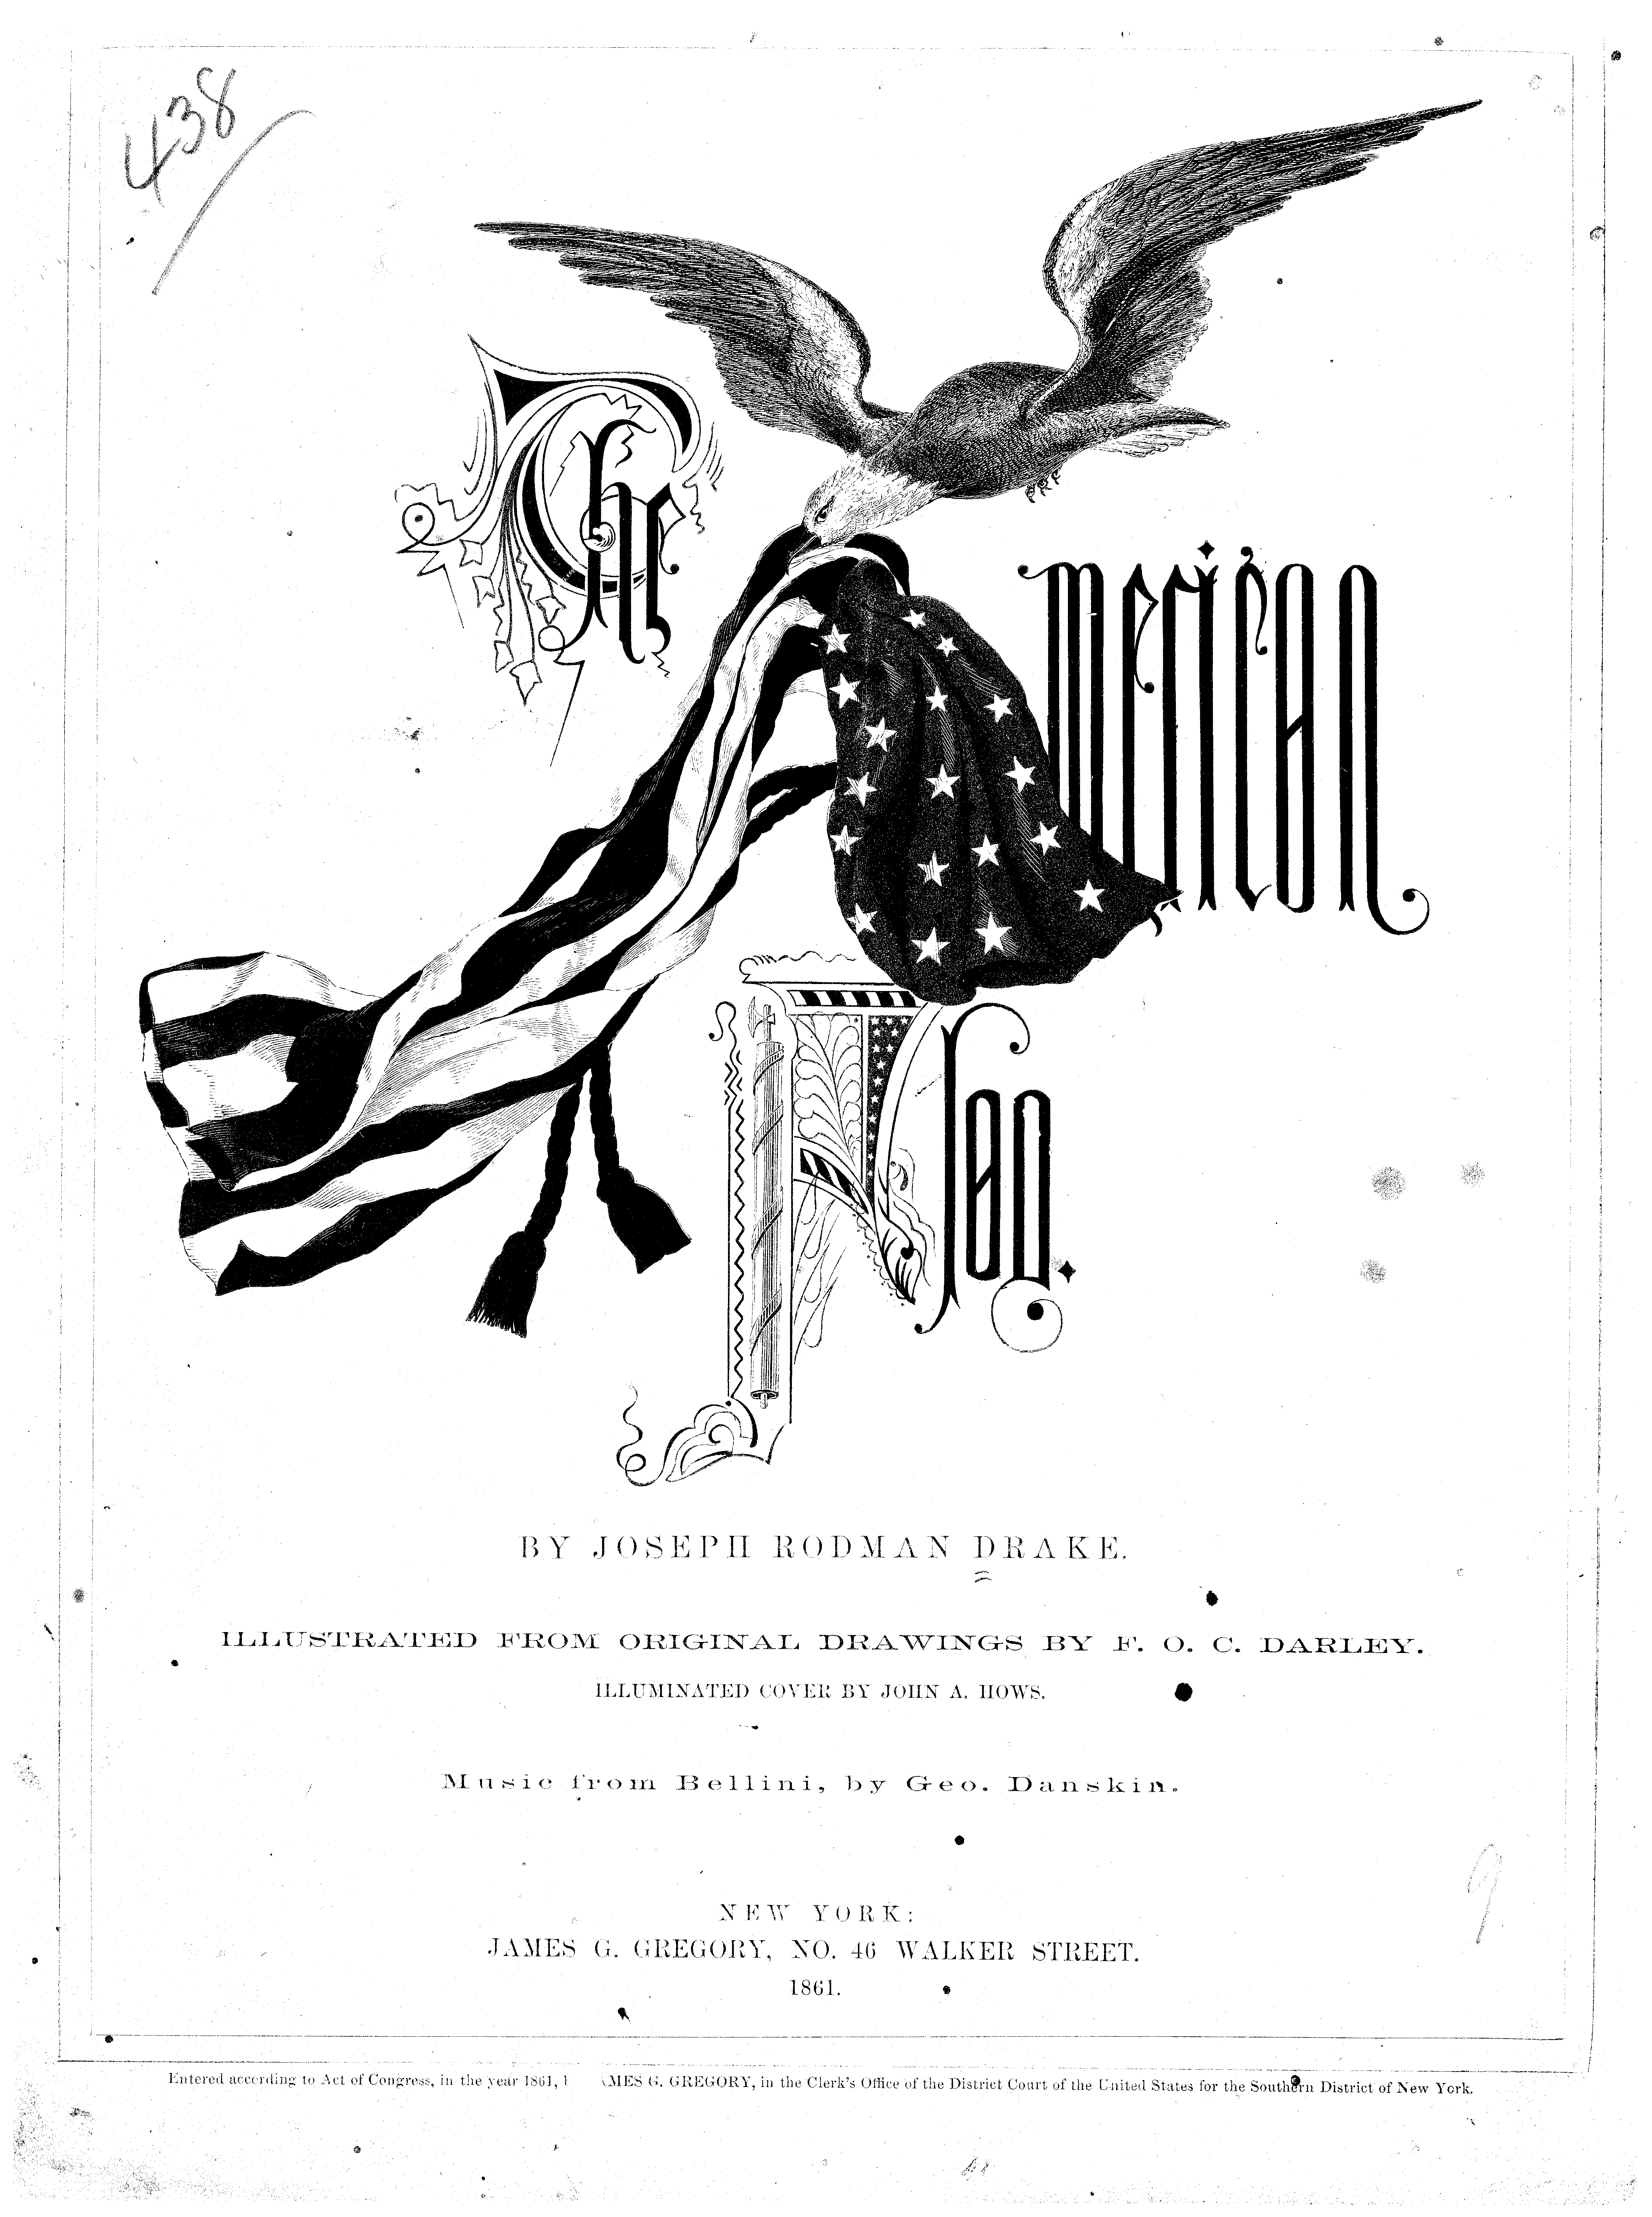 438
The
American
Flag.
BY JOSEPH RODMAN DRAKE.
ILLUSTRATED FROM ORIGINAL DRAWINGS BY F. O. C. DARLEY.
ILLUMINATED COVER BY JOHN A. HOWS.
Music from Bellini, by Geo. Danskin.
9
NEW YORK:
JAMES G. GREGORY, NO. 46 WALKER STREET.
1861.
Entered according to Act of Congress, in the year 1861, AMES G. GREGORY, in the Clerk's Office of the District Court of the United States for the Southern District of New York.